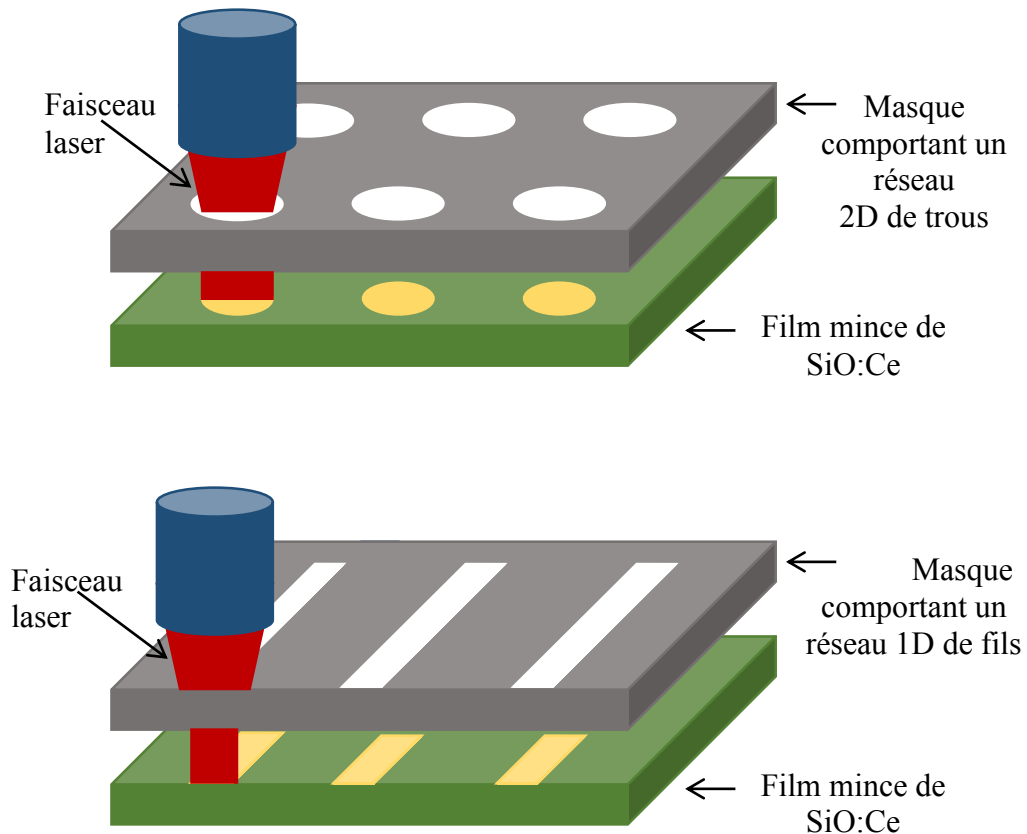 Faisceau
laser
Masque
comportant un
réseau
2D de trous
Film mince de
SiO:Ce
Faisceau
laser
Masque
comportant un
réseau 1D de fils
Film mince de
SiO:Ce